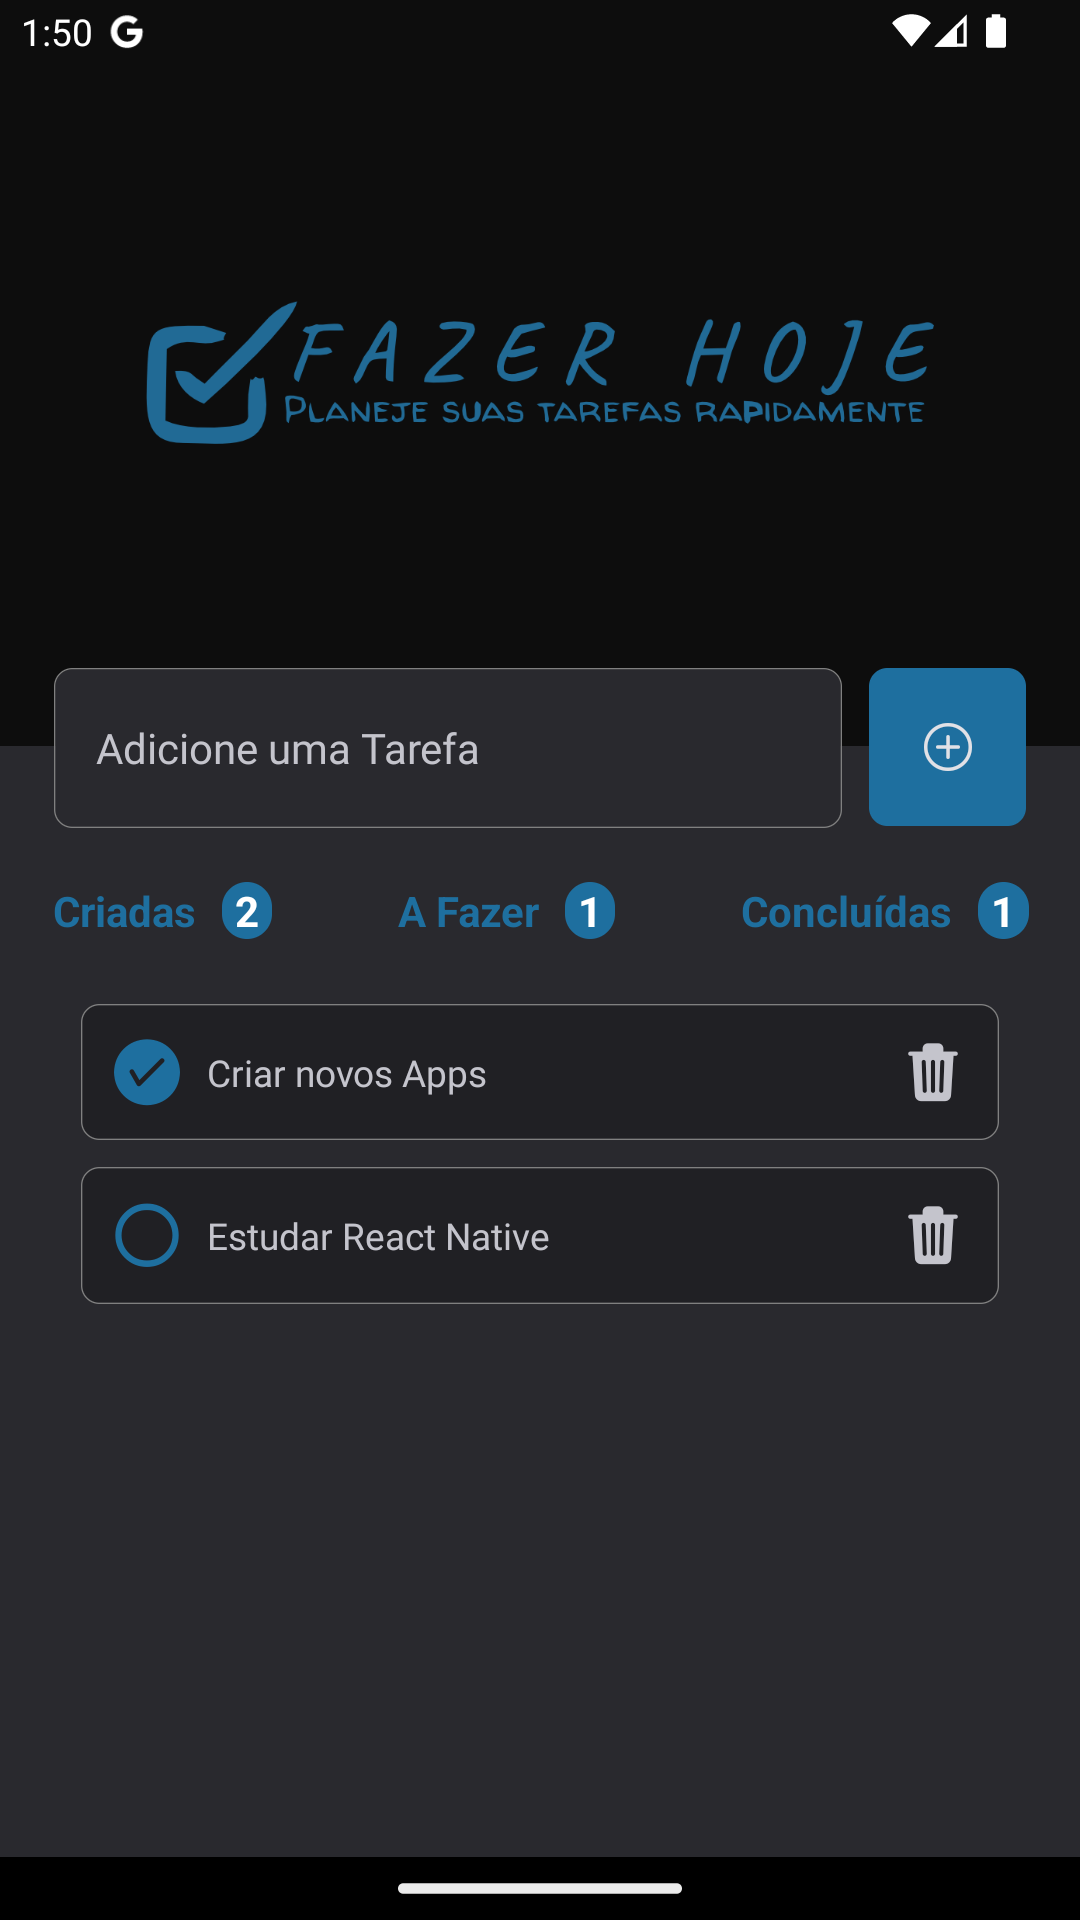 1:50
FAZER HOJE
PLANEJE SUAS TAREFAS RAPIDAMENTE
Adicione uma Tarefa
Criadas 2 A Fazer 1 Concluídas 1
Criar novos Apps
Estudar React Native